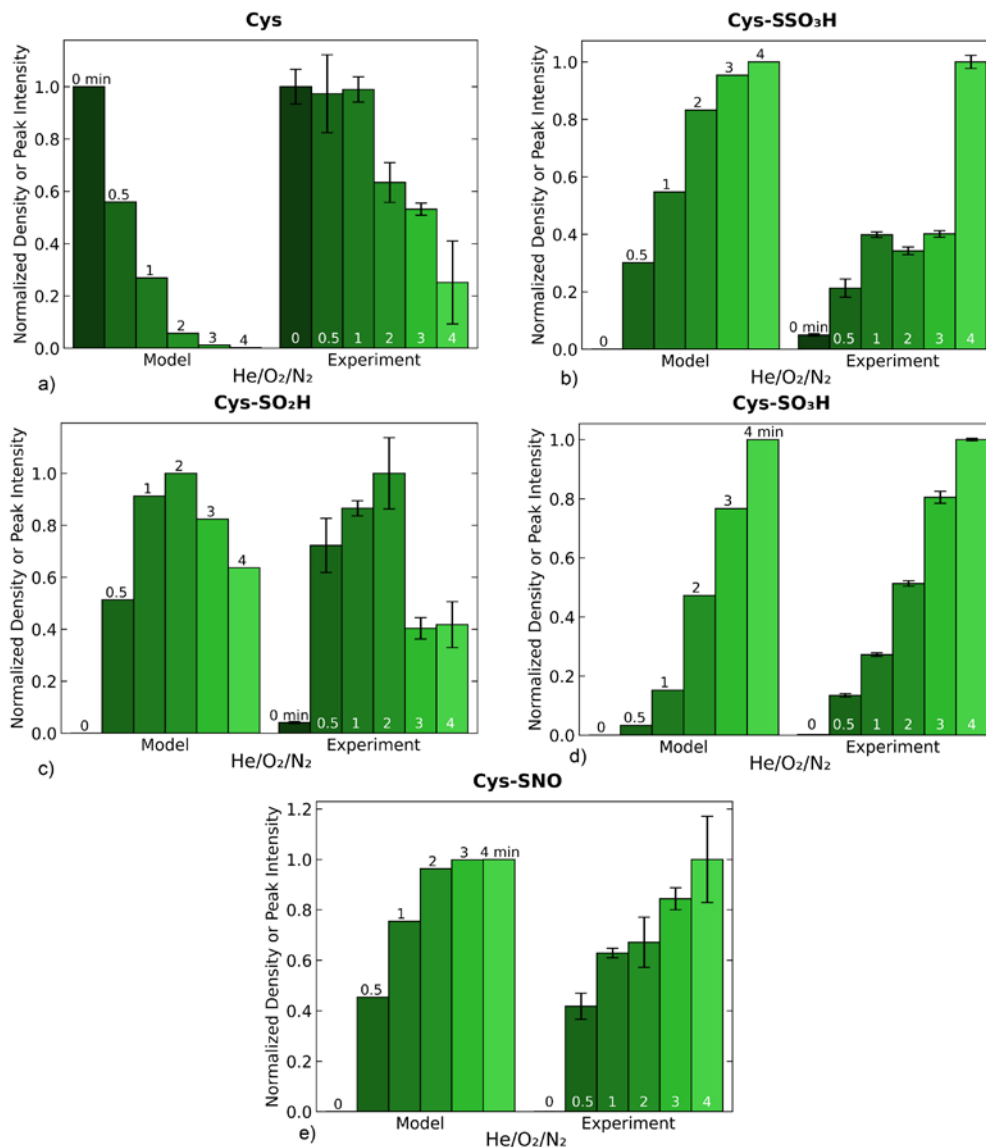 Cys
Normalized Density or Peak Intensity
1.0
0.8
0.6
0.4
0.2
0.0
0 min
0.5
1
2
3
4
0
0.5
1
2
3
4
Model
Experiment
He/O₂/N₂
a)
Cys-SSO₃H
Normalized Density or Peak Intensity
1.0
0.8
0.6
0.4
0.2
0.0
0
0.5
1
2
3
4
0 min
0.5
1
2
3
4
Model
Experiment
He/O₂/N₂
b)
Cys-SO₂H
Normalized Density or Peak Intensity
1.0
0.8
0.6
0.4
0.2
0.0
0
0.5
1
2
3
4
0 min
0.5
1
2
3
4
Model
Experiment
He/O₂/N₂
c)
Cys-SO₃H
Normalized Density or Peak Intensity
1.0
0.8
0.6
0.4
0.2
0.0
0
0.5
1
2
3
4 min
0
0.5
1
2
3
4
Model
Experiment
He/O₂/N₂
d)
Cys-SNO
Normalized Density or Peak Intensity
1.2
1.0
0.8
0.6
0.4
0.2
0.0
0
0.5
1
2
3
4 min
0
0.5
1
2
3
4
Model
Experiment
He/O₂/N₂
e)